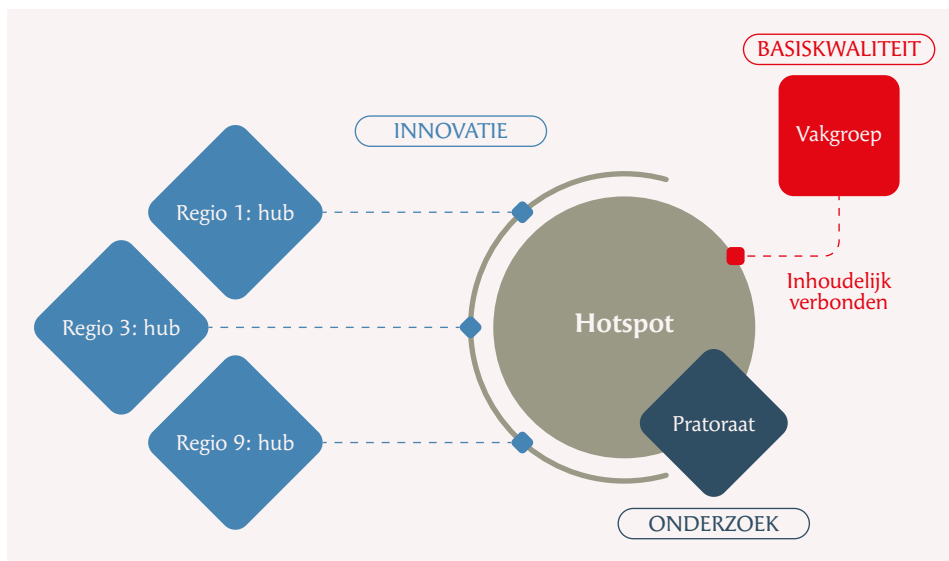 BASISKWALITEIT
Vakgroep
INNOVATIE
Regio 1: hub
Inhoudelijk
verbonden
Regio 3: hub
Hotspot
Pratoraat
Regio 9: hub
ONDERZOEK